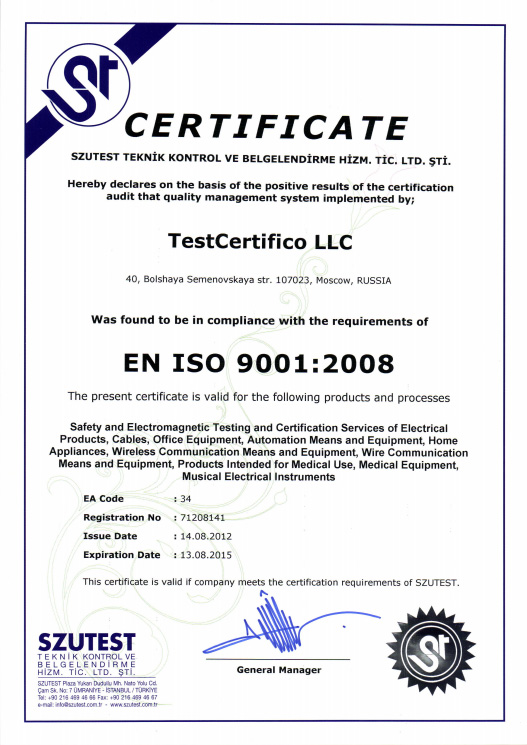 CERTIFICATE
SZUTEST TEKNİK KONTROL VE BELGELENDİRME HİZM. TİC. LTD. ŞTİ.
Hereby declares on the basis of the positive results of the certification
audit that quality management system implemented by;
TestCertifico LLC
40, Bolshaya Semenovskaya str. 107023, Moscow, RUSSIA
Was found to be in compliance with the requirements of
EN ISO 9001:2008
The present certificate is valid for the following products and processes
Safety and Electromagnetic Testing and Certification Services of Electrical
Products, Cables, Office Equipment, Automation Means and Equipment, Home
Appliances, Wireless Communication Means and Equipment, Wire Communication
Means and Equipment, Products Intended for Medical Use, Medical Equipment,
Musical Electrical Instruments
EA Code : 34
Registration No : 71208141
Issue Date : 14.08.2012
Expiration Date : 13.08.2015
This certificate is valid if company meets the certification requirements of SZUTEST.
General Manager
SZUTEST
TEKNİK KONTROL VE
BELGELENDİRME
HİZM. TİC. LTD. ŞTİ.
SZUTEST Plaza Yukarı Dudullu Mh. Nato Yolu Cd.
Çam Sk. No: 7 ÜMRANİYE - İSTANBUL / TÜRKİYE
Tel: +90 216 469 46 66 Fax: +90 216 469 46 67
e-mail: info@szutest.com.tr - www.szutest.com.tr